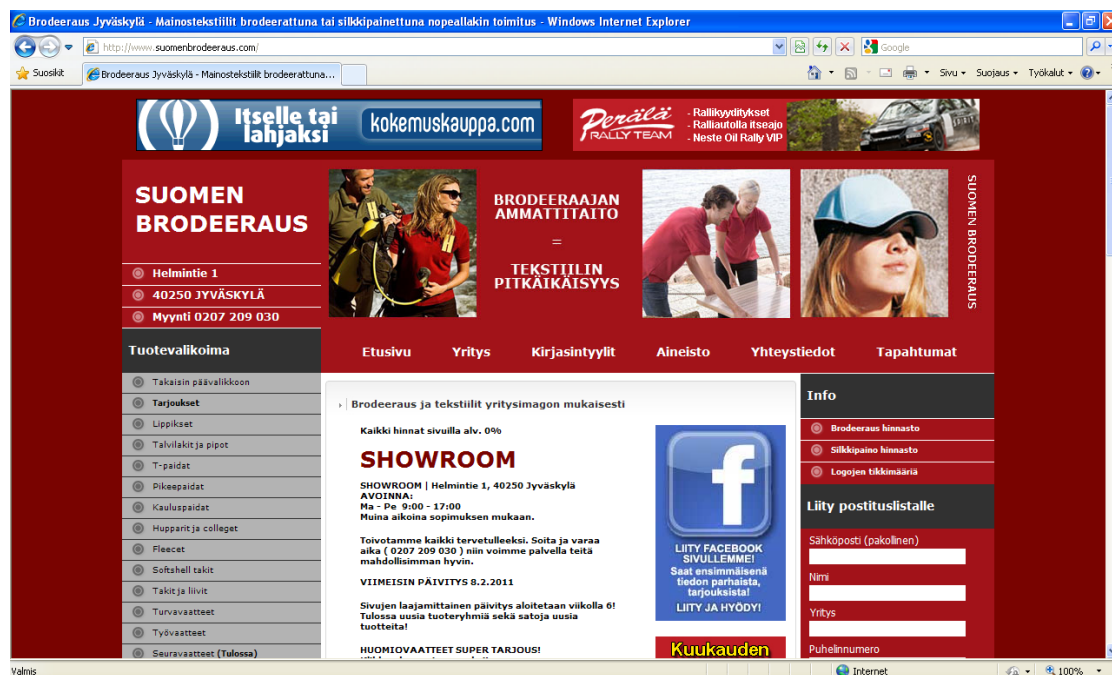 Brodeeraus Jyväskylä - Mainostekstiilit brodeerattuna tai silkkipainettuna nopeallakin toimitus - Windows Internet Explorer
http://www.suomenbrodeeraus.com/
Google
Suosikit
Brodeeraus Jyväskylä - Mainostekstiilit brodeerattuna...
Sivu
Suojaus
Työkalut
Itselle tai
lahjaksi
kokemuskauppa.com
Perälä
RALLY TEAM
- Rallikyyditykset
- Ralliautolla itseajo
- Neste Oil Rally VIP
SUOMEN
BRODEERAUS
Helmintie 1
40250 JYVÄSKYLÄ
Myynti 0207 209 030
BRODEERAAJAN
AMMATTITAITO
=
TEKSTIILIN
PITKÄIKÄISYYS
SUOMEN BRODEERAUS
Etusivu
Yritys
Kirjasintyylit
Aineisto
Yhteystiedot
Tapahtumat
Tuotevalikoima
Takaisin päävalikkoon
Tarjoukset
Lippikset
Talvilakit ja pipot
T-paidat
Pikeepaidat
Kauluspaidat
Hupparit ja colleget
Fleecet
Softshell takit
Takit ja liivit
Turvavaatteet
Työvaatteet
Seuravaatteet (Tulossa)
Brodeeraus ja tekstiilit yritysimagon mukaisesti
Kaikki hinnat sivuilla alv. 0%
SHOWROOM
SHOWROOM | Helmintie 1, 40250 Jyväskylä
AVOINNA:
Ma - Pe 9:00 - 17:00
Muina aikoina sopimuksen mukaan.
Toivotamme kaikki tervetulleeksi. Soita ja varaa
aika ( 0207 209 030 ) niin voimme palvella teitä
mahdollisimman hyvin.
VIIMEISIN PÄIVITYS 8.2.2011
Sivujen laajamittainen päivitys aloitetaan viikolla 6!
Tulossa uusia tuoteryhmiä sekä satoja uusia
tuotteita!
HUOMIOVAATTEET SUPER TARJOUS!
f
LIITY FACEBOOK
SIVULLEMME!
Saat ensimmäisenä
tiedon parhaista,
tarjouksista!
LIITY JA HYÖDY!
Kuukauden
Info
Brodeeraus hinnasto
Silkkipaino hinnasto
Logojen tikkimääriä
Liity postituslistalle
Sähköposti (pakollinen)
Nimi
Yritys
Puhelinnumero
Valmis
Internet
100%